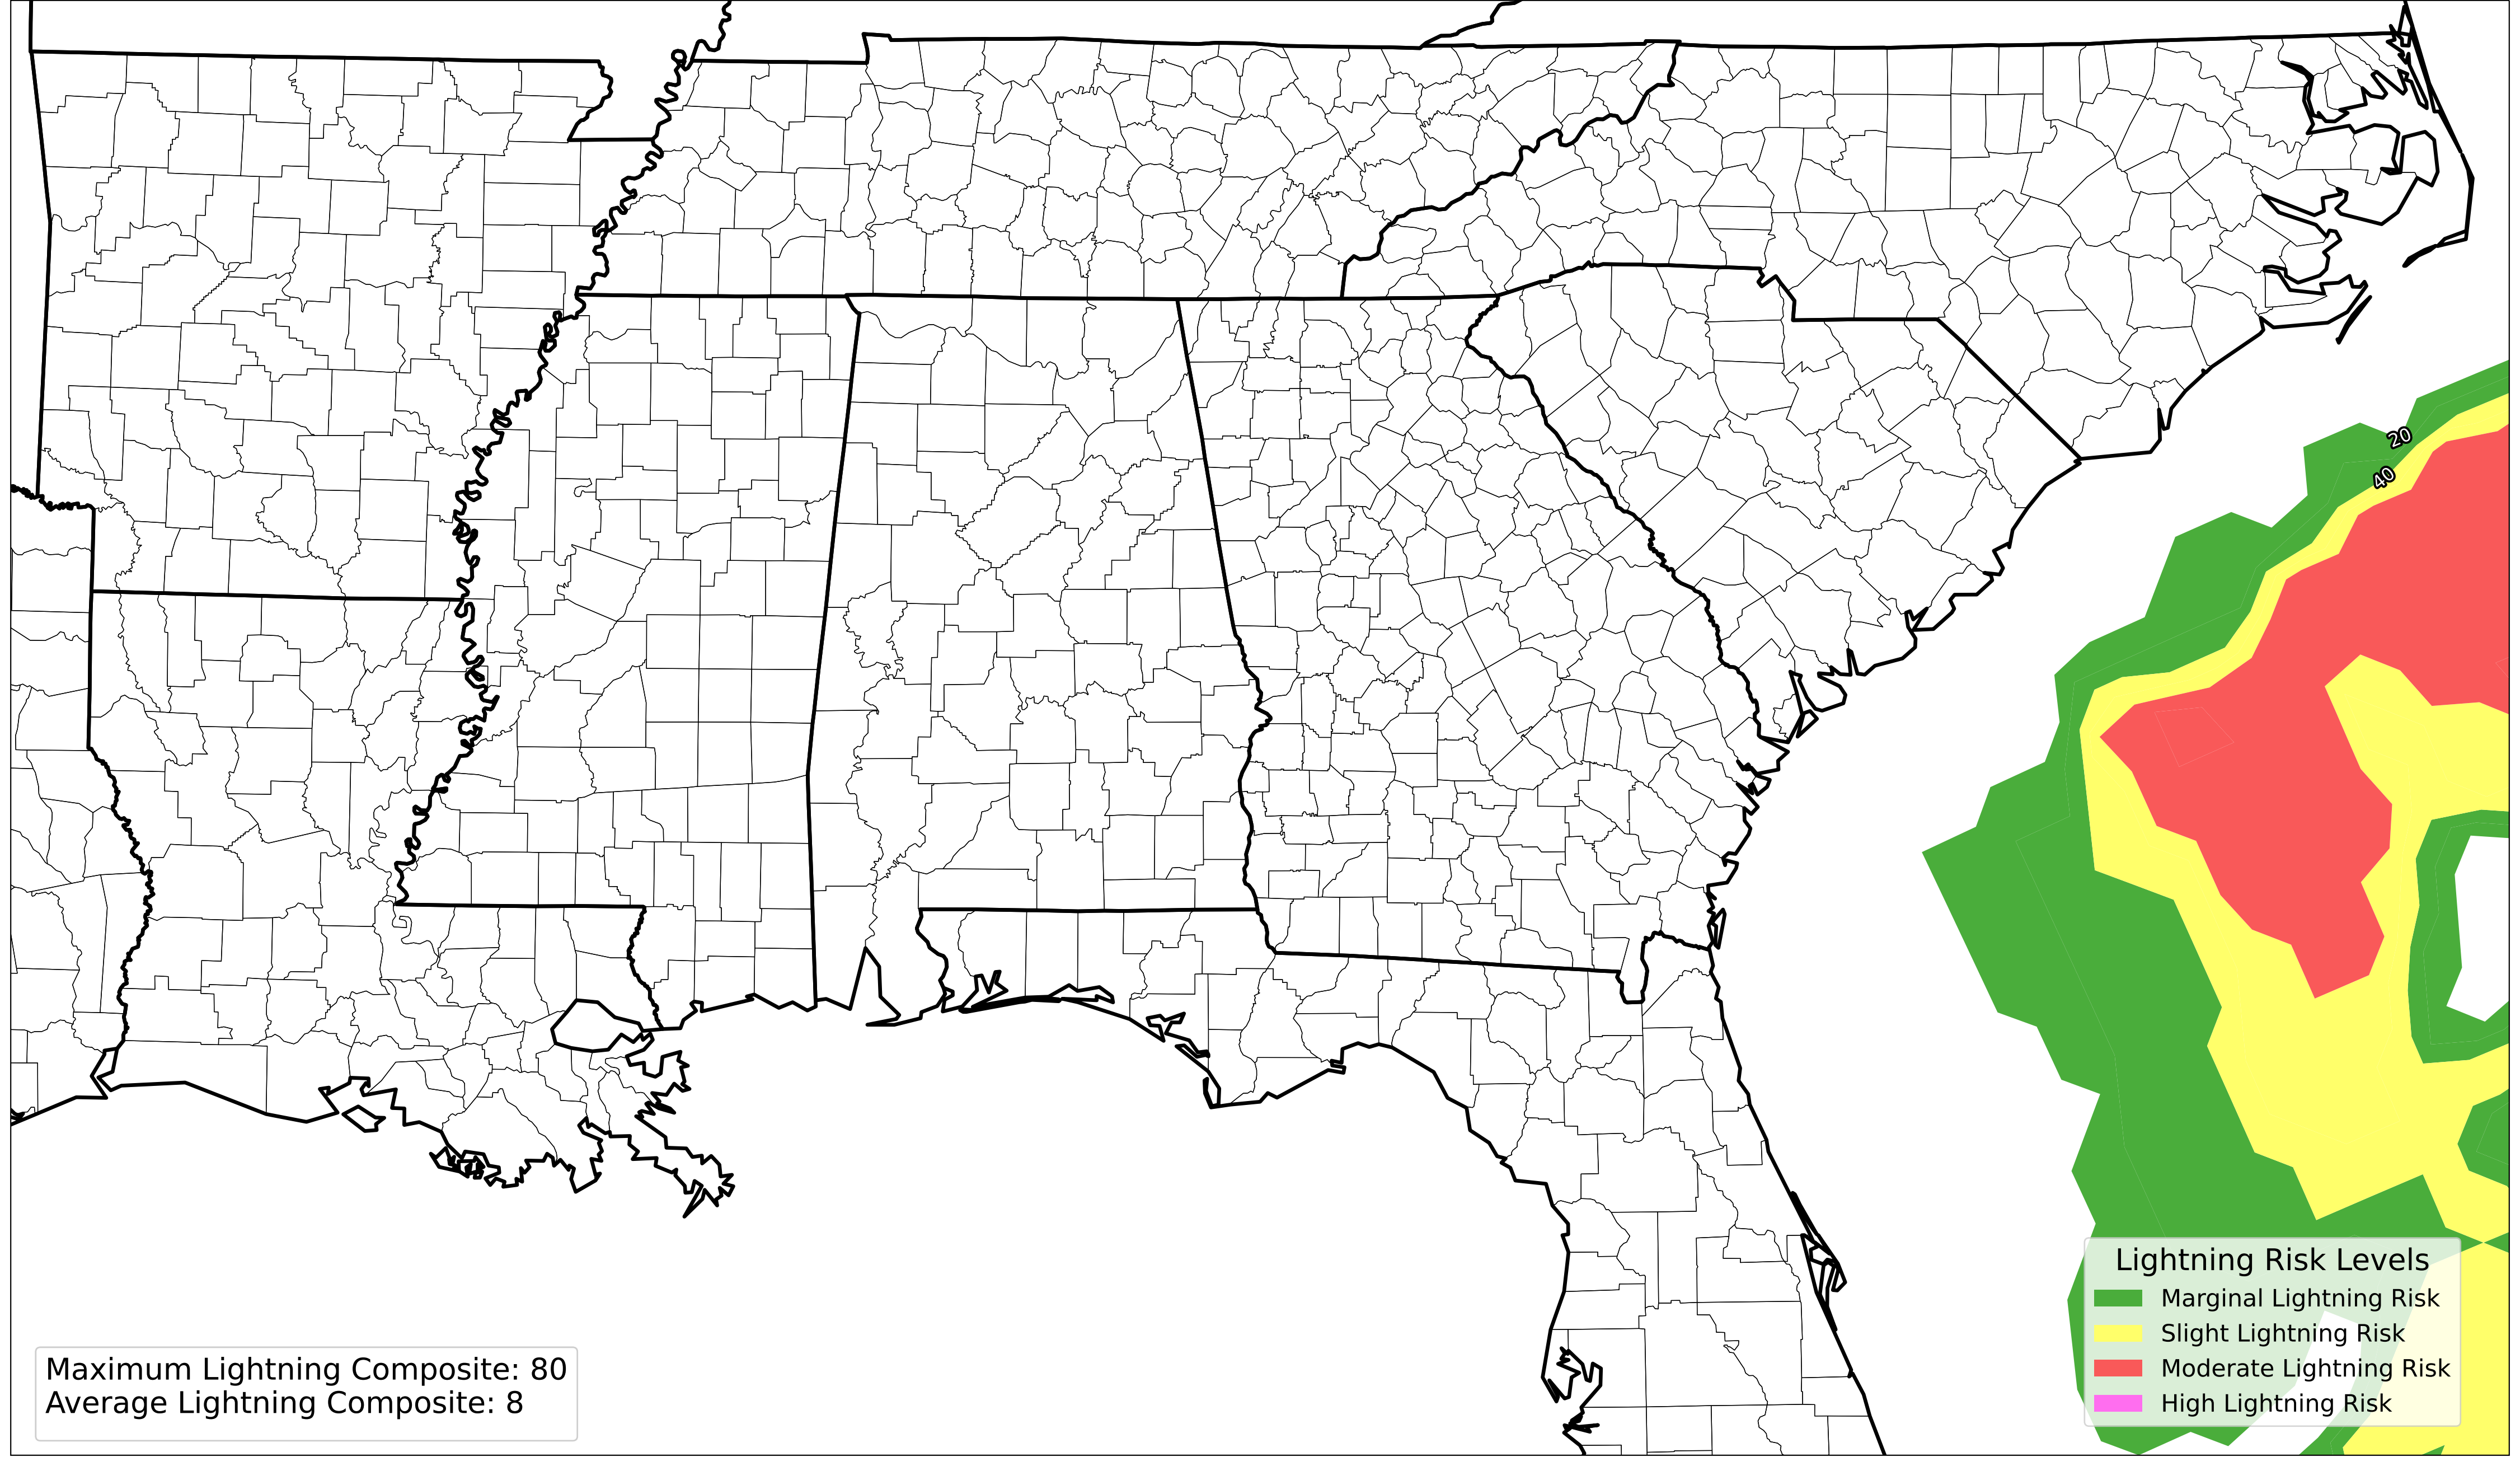 20
40
Lightning Risk Levels
Marginal Lightning Risk
Slight Lightning Risk
Moderate Lightning Risk
High Lightning Risk
Maximum Lightning Composite: 80
Average Lightning Composite: 8